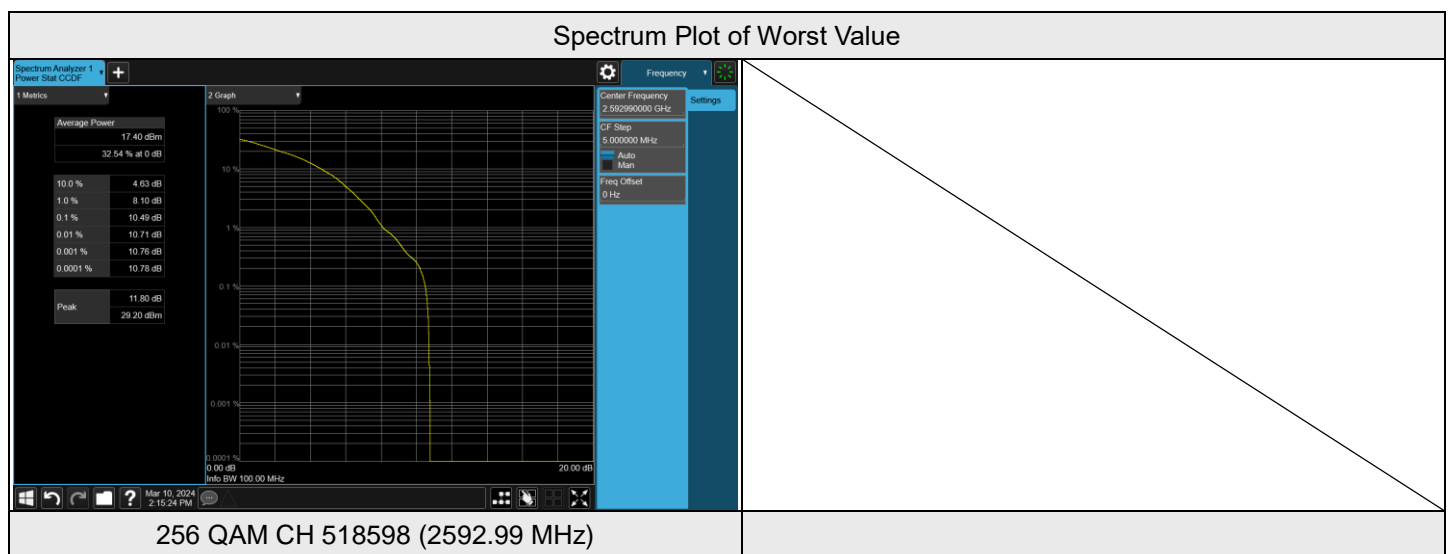 Spectrum Plot of Worst Value
Spectrum Analyzer 1
Power Stat CCDF
Frequency
1 Metrics
2 Graph
Center Frequency
2.592990000 GHz
Settings
CF Step
5.000000 MHz
Auto
Man
Freq Offset
0 Hz
Average Power
17.40 dBm
32.54 % at 0 dB
10.0 % 4.63 dB
1.0 % 8.10 dB
0.1 % 10.49 dB
0.01 % 10.71 dB
0.001 % 10.76 dB
0.0001 % 10.78 dB
Peak
11.80 dB
29.20 dBm
100 %
10 %
1 %
0.1 %
0.01 %
0.001 %
0.0001 %
0.00 dB 20.00 dB
Info BW 100.00 MHz
?
Mar 10, 2024
2:15:24 PM
256 QAM CH 518598 (2592.99 MHz)